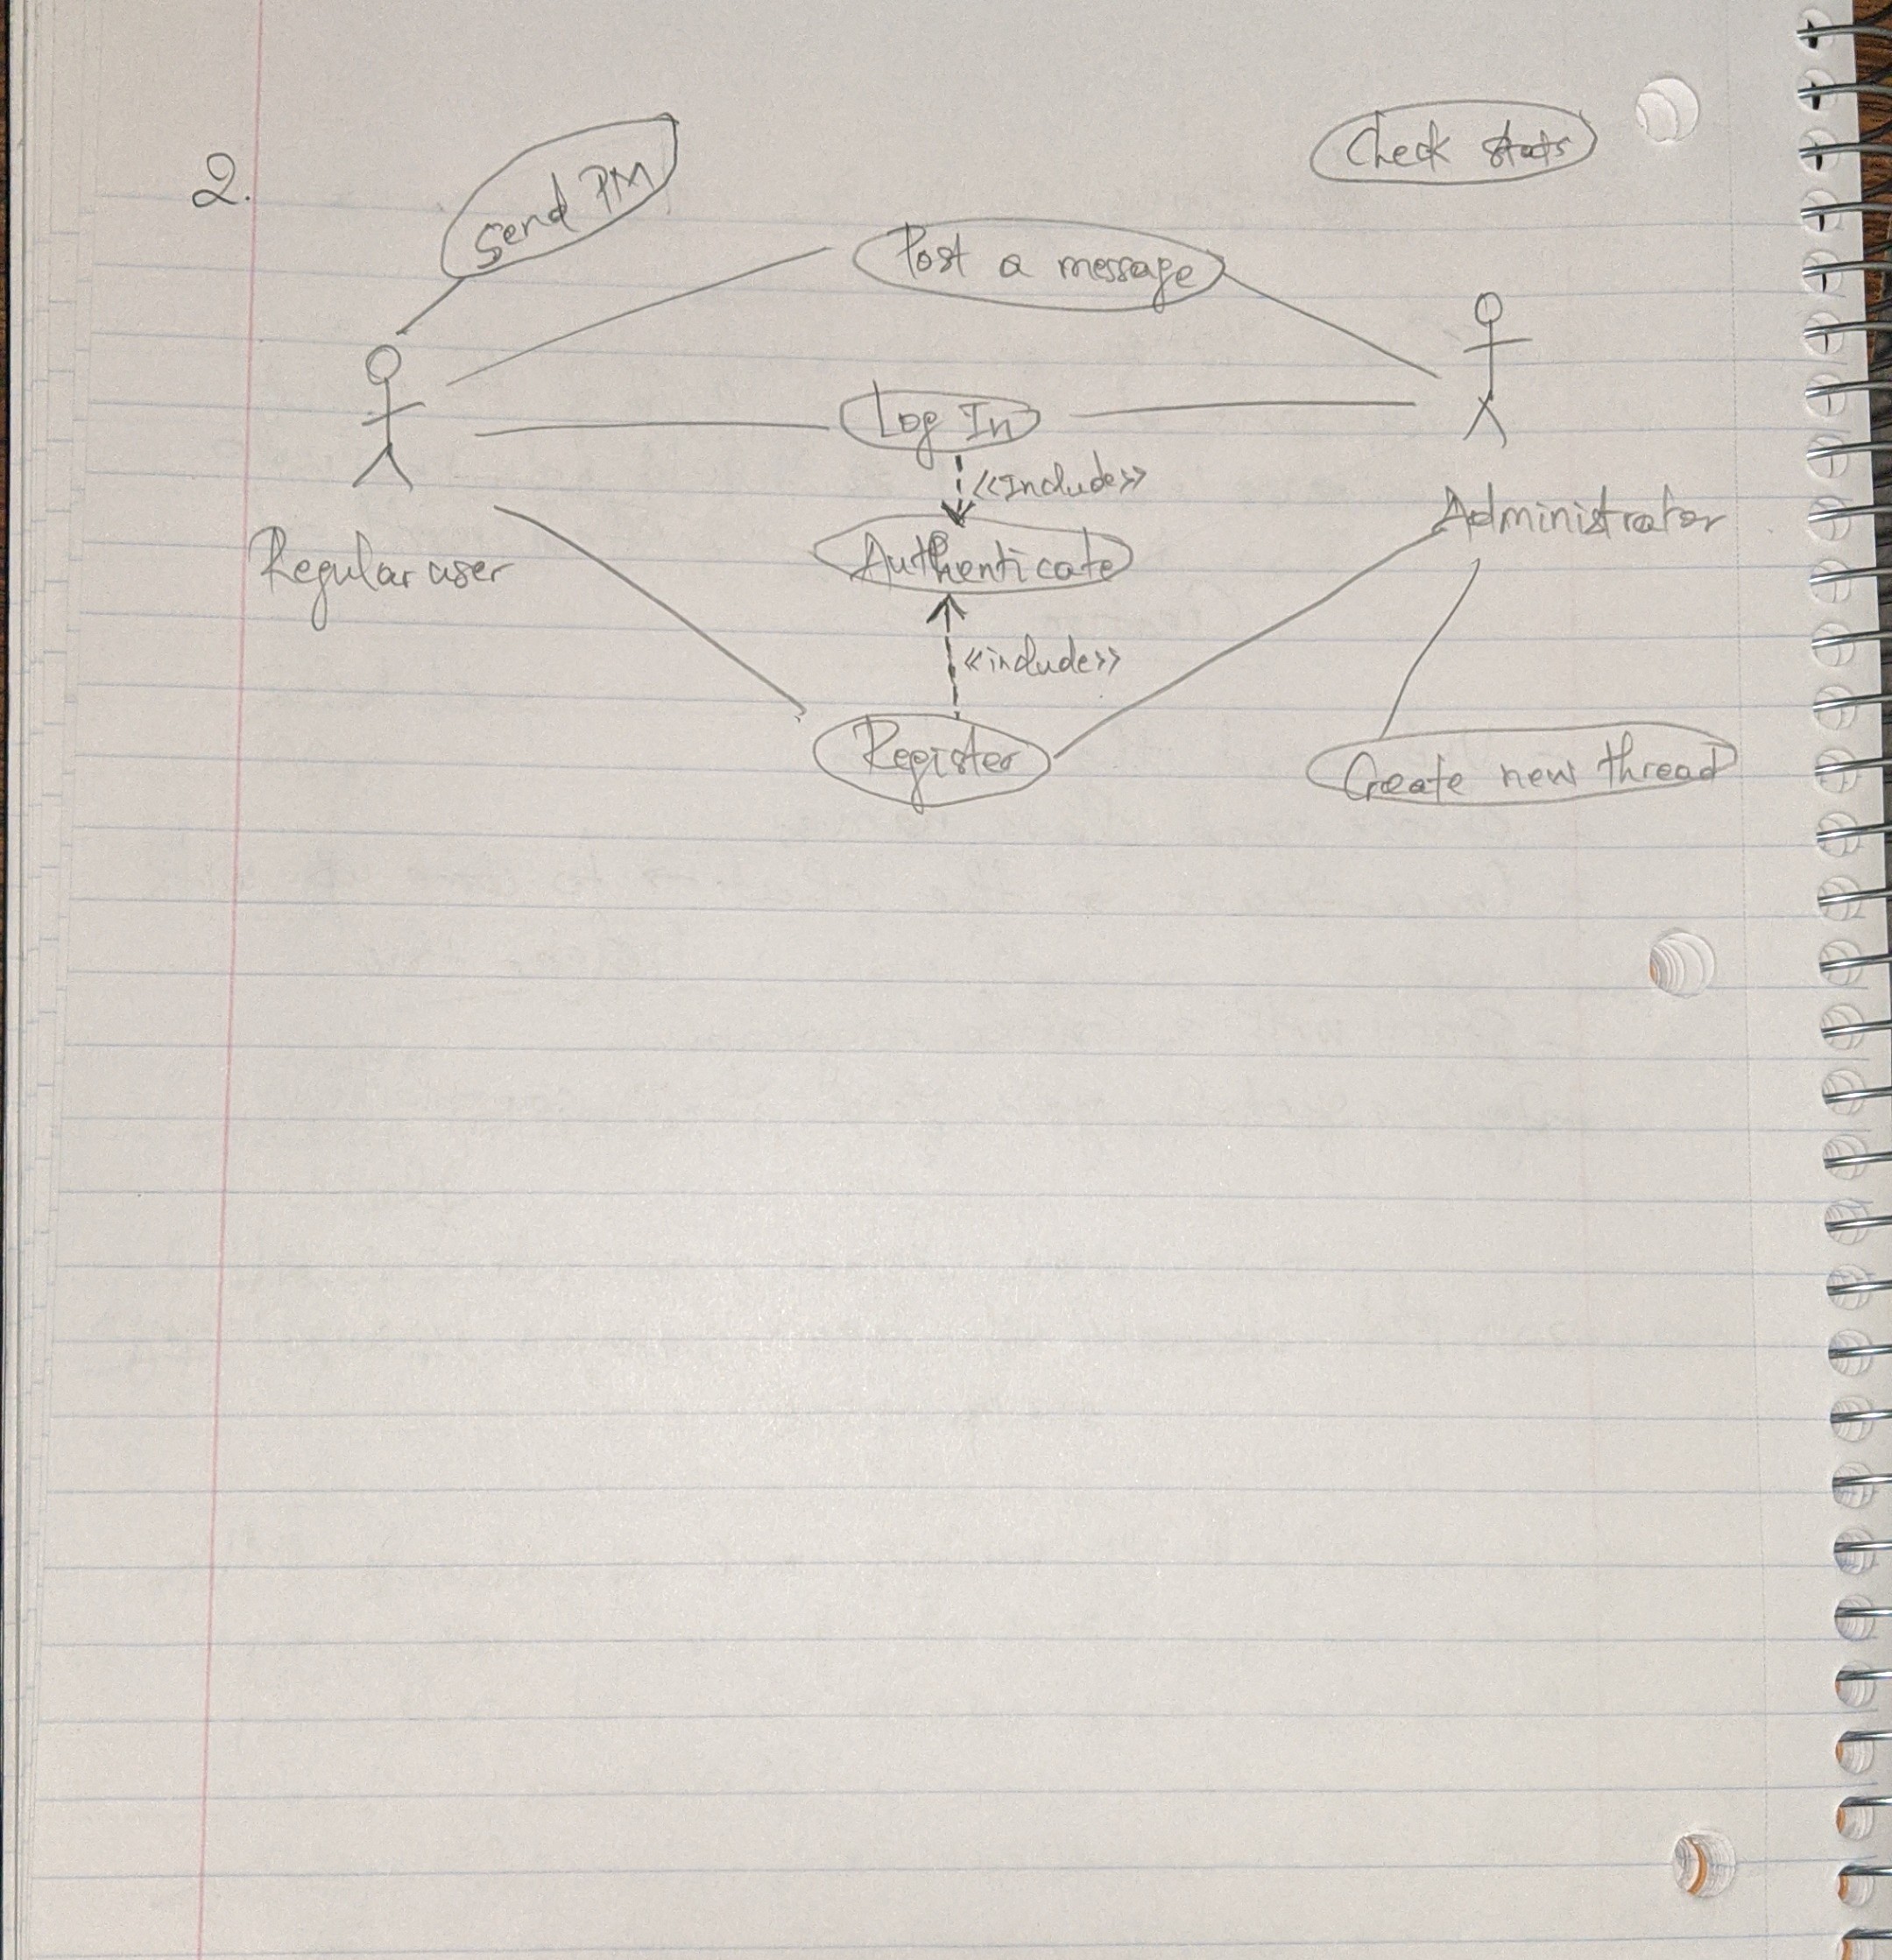 2.
Send PM
Check stats
Post a message
Log In
<<Include>>
Administrator
Authenticate
Regular user
<<include>>
Register
Create new thread